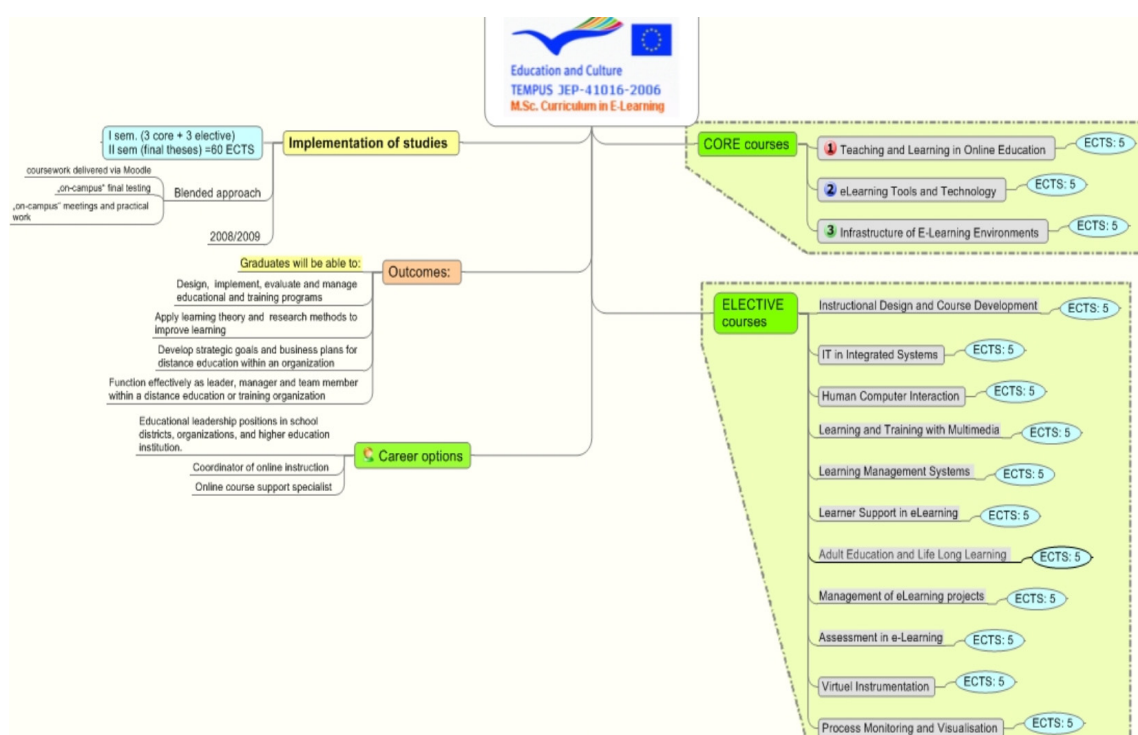 Education and Culture
TEMPUS JEP-41016-2006
M.Sc. Curriculum in E-Learning
Implementation of studies
I sem. (3 core + 3 elective)
II sem (final theses) =60 ECTS
Blended approach
coursework delivered via Moodle
„on-campus" final testing
„on-campus" meetings and practical
work
2008/2009
Outcomes:
Graduates will be able to:
Design, implement, evaluate and manage
educational and training programs
Apply learning theory and research methods to
improve learning
Develop strategic goals and business plans for
distance education within an organization
Function effectively as leader, manager and team member
within a distance education or training organization
Career options
Educational leadership positions in school
districts, organizations, and higher education
institution.
Coordinator of online instruction
Online course support specialist
CORE courses
1 Teaching and Learning in Online Education
ECTS: 5
2 eLearning Tools and Technology
ECTS: 5
3 Infrastructure of E-Learning Environments
ECTS: 5
ELECTIVE
courses
Instructional Design and Course Development
ECTS: 5
IT in Integrated Systems
ECTS: 5
Human Computer Interaction
ECTS: 5
Learning and Training with Multimedia
ECTS: 5
Learning Management Systems
ECTS: 5
Learner Support in eLearning
ECTS: 5
Adult Education and Life Long Learning
ECTS: 5
Management of eLearning projects
ECTS: 5
Assessment in e-Learning
ECTS: 5
Virtuel Instrumentation
ECTS: 5
Process Monitoring and Visualisation
ECTS: 5